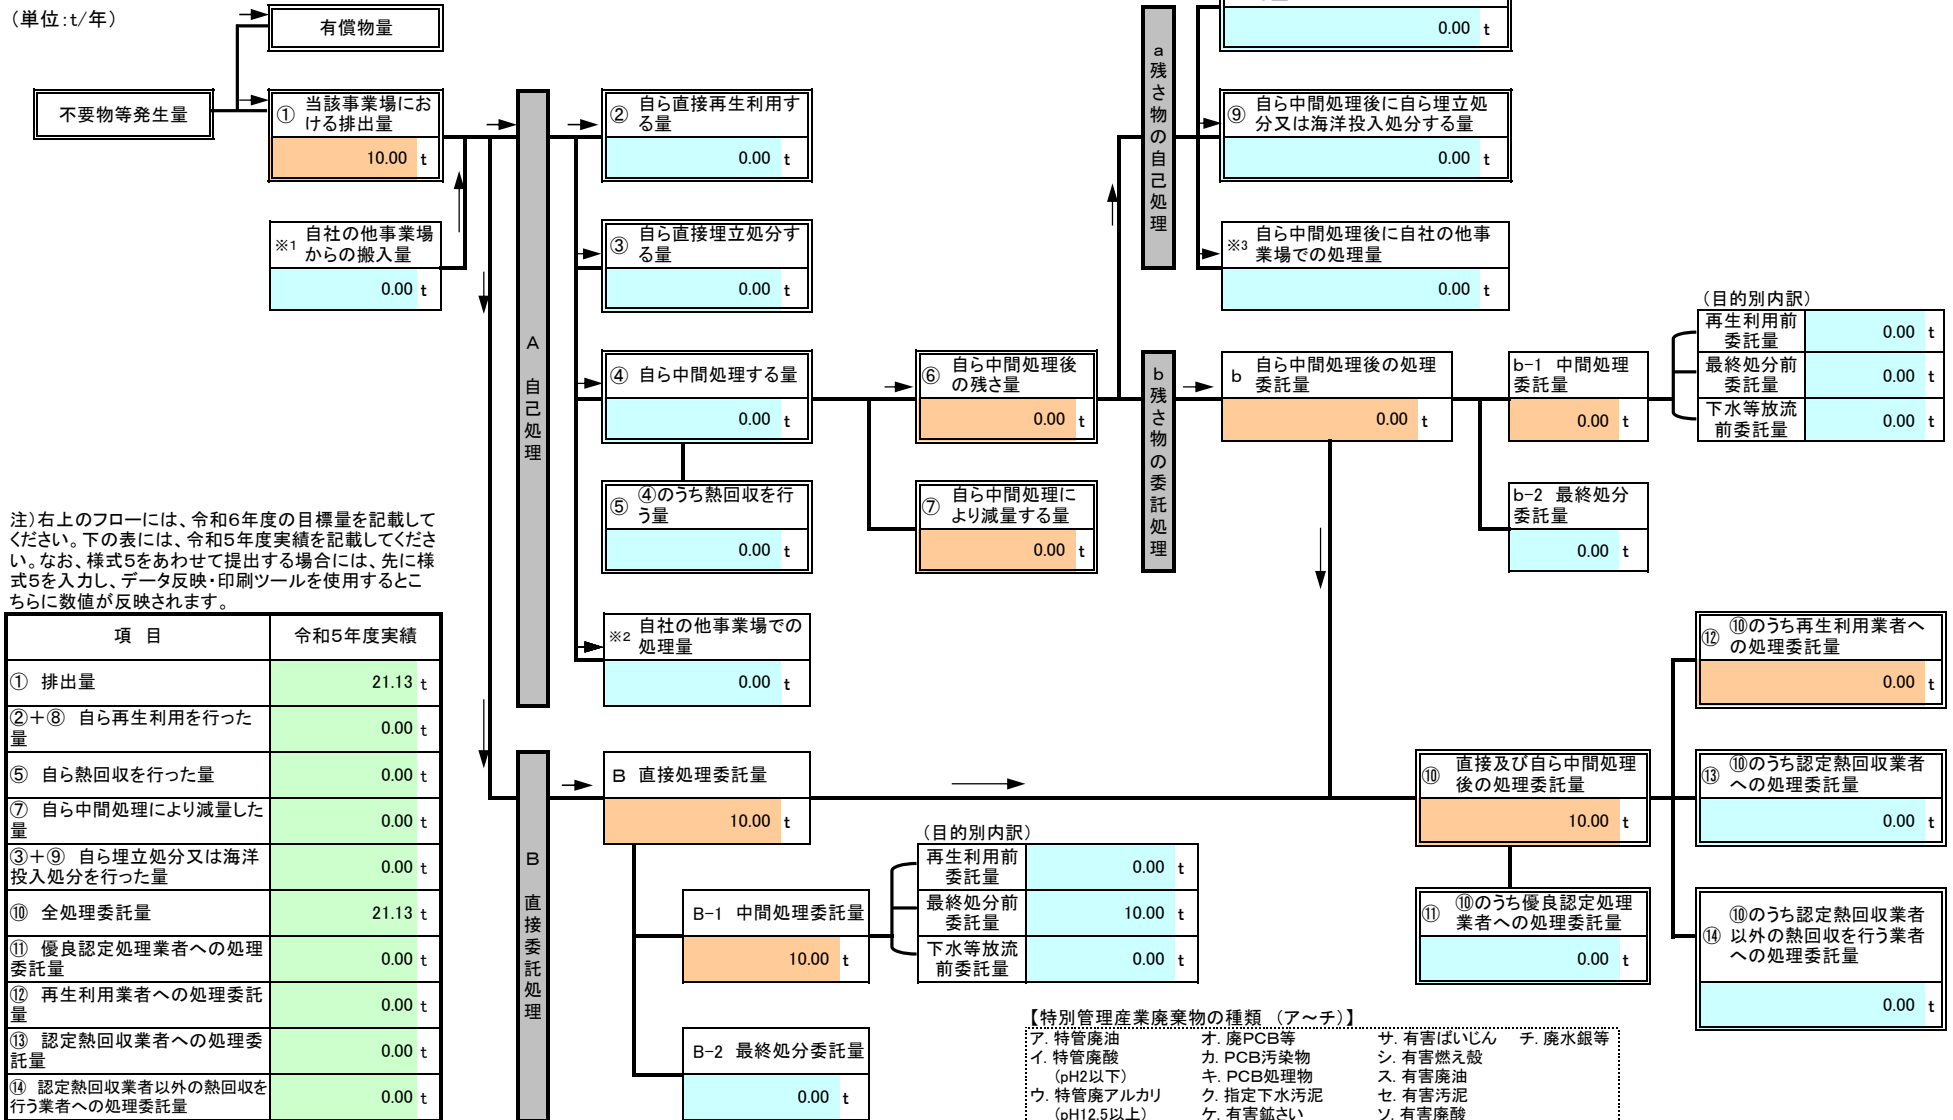 （単位：t/年）
有償物量
不要物等発生量
① 当該事業場にお
ける排出量
10.00 t
※1 自社の他事業場
からの搬入量
0.00 t
A 自己処理
② 自ら直接再生利用す
る量
0.00 t
③ 自ら直接埋立処分す
る量
0.00 t
④ 自ら中間処理する量
0.00 t
⑤ ④のうち熱回収を行
う量
0.00 t
※2 自社の他事業場での
処理量
0.00 t
⑥ 自ら中間処理後
の残さ量
0.00 t
⑦ 自ら中間処理に
より減量する量
0.00 t
a 残さ物の自己処理
0.00 t
⑨ 自ら中間処理後に自ら埋立処
分又は海洋投入処分する量
0.00 t
※3 自ら中間処理後に自社の他事
業場での処理量
0.00 t
b 残さ物の委託処理
b 自ら中間処理後の処理
委託量
0.00 t
b-1 中間処理
委託量
0.00 t
（目的別内訳）
再生利用前
委託量
0.00 t
最終処分前
委託量
0.00 t
下水等放流
前委託量
0.00 t
b-2 最終処分
委託量
0.00 t
注）右上のフローには、令和6年度の目標量を記載して
ください。下の表には、令和5年度実績を記載してくださ
い。なお、様式5をあわせて提出する場合には、先に様
式5を入力し、データ反映・印刷ツールを使用するとこ
ちらに数値が反映されます。
項 目 令和5年度実績
① 排出量 21.13 t
②＋⑧ 自ら再生利用を行った
量 0.00 t
⑤ 自ら熱回収を行った量 0.00 t
⑦ 自ら中間処理により減量した
量 0.00 t
③＋⑨ 自ら埋立処分又は海洋
投入処分を行った量 0.00 t
⑩ 全処理委託量 21.13 t
⑪ 優良認定処理業者への処理
委託量 0.00 t
⑫ 再生利用業者への処理委託
量 0.00 t
⑬ 認定熱回収業者への処理委
託量 0.00 t
⑭ 認定熱回収業者以外の熱回収を
行う業者への処理委託量 0.00 t
B 直接委託処理
B 直接処理委託量
10.00 t
B-1 中間処理委託量
10.00 t
（目的別内訳）
再生利用前
委託量
0.00 t
最終処分前
委託量
10.00 t
下水等放流
前委託量
0.00 t
B-2 最終処分委託量
0.00 t
⑩ 直接及び自ら中間処理
後の処理委託量
10.00 t
⑪ ⑩のうち優良認定処理
業者への処理委託量
0.00 t
⑫ ⑩のうち再生利用業者へ
の処理委託量
0.00 t
⑬ ⑩のうち認定熱回収業者
への処理委託量
0.00 t
⑭ ⑩のうち認定熱回収業者
以外の熱回収を行う業者
への処理委託量
0.00 t
【特別管理産業廃棄物の種類 （ア～チ）】
ア. 特管廃油 オ. 廃PCB等 サ. 有害ばいじん チ. 廃水銀等
イ. 特管廃酸 カ. PCB汚染物 シ. 有害燃え殻
（pH2以下） キ. PCB処理物 ス. 有害廃油
ウ. 特管廃アルカリ ク. 指定下水汚泥 セ. 有害汚泥
（pH12.5以上） ケ. 有害鉱さい ソ. 有害廃酸